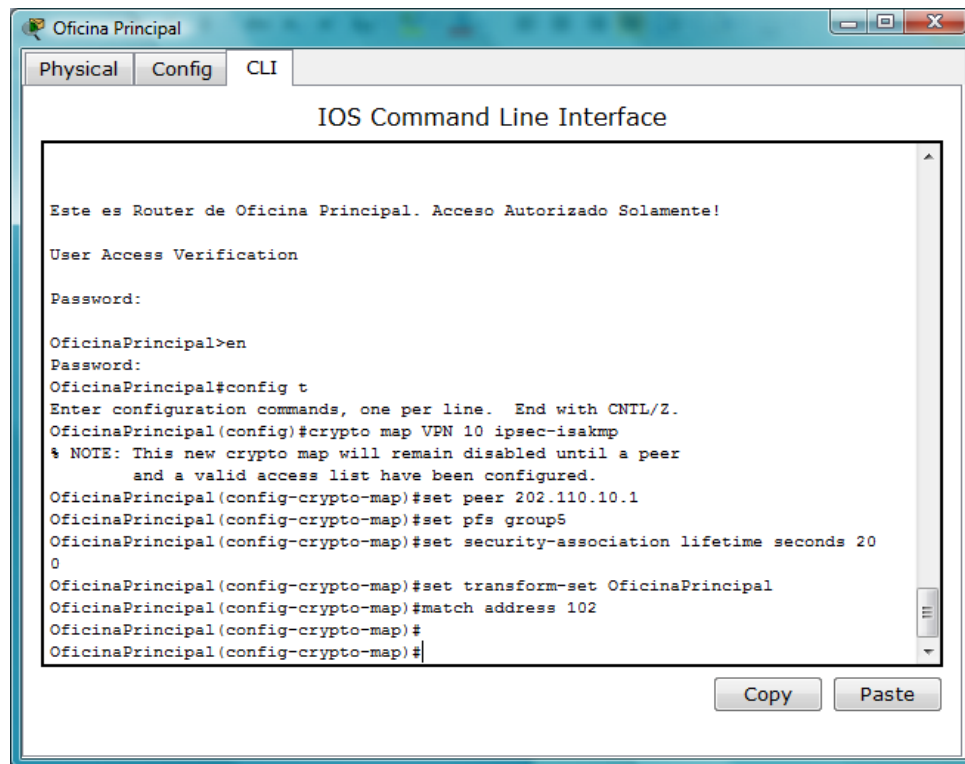 Oficina Principal
Physical Config CLI
IOS Command Line Interface
Este es Router de Oficina Principal. Acceso Autorizado Solamente!
User Access Verification
Password:
OficinaPrincipal>en
Password:
OficinaPrincipal#config t
Enter configuration commands, one per line.  End with CNTL/Z.
OficinaPrincipal(config)#crypto map VPN 10 ipsec-isakmp
% NOTE: This new crypto map will remain disabled until a peer
        and a valid access list have been configured.
OficinaPrincipal(config-crypto-map)#set peer 202.110.10.1
OficinaPrincipal(config-crypto-map)#set pfs group5
OficinaPrincipal(config-crypto-map)#set security-association lifetime seconds 20
0
OficinaPrincipal(config-crypto-map)#set transform-set OficinaPrincipal
OficinaPrincipal(config-crypto-map)#match address 102
OficinaPrincipal(config-crypto-map)#
OficinaPrincipal(config-crypto-map)#
Copy Paste